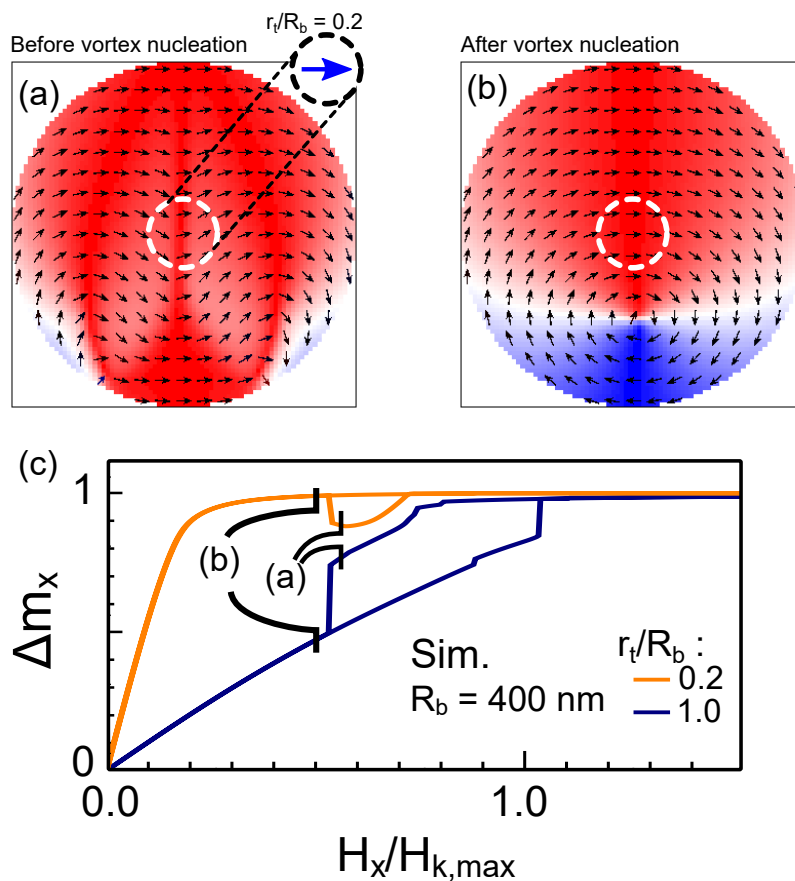 r_t/R_b = 0.2
Before vortex nucleation
After vortex nucleation
(a)
(b)
(c)
1
(b)
(a)
Δm_x
Sim.
R_b = 400 nm
r_t/R_b :
0.2
1.0
0
0.0
1.0
H_x/H_k,max